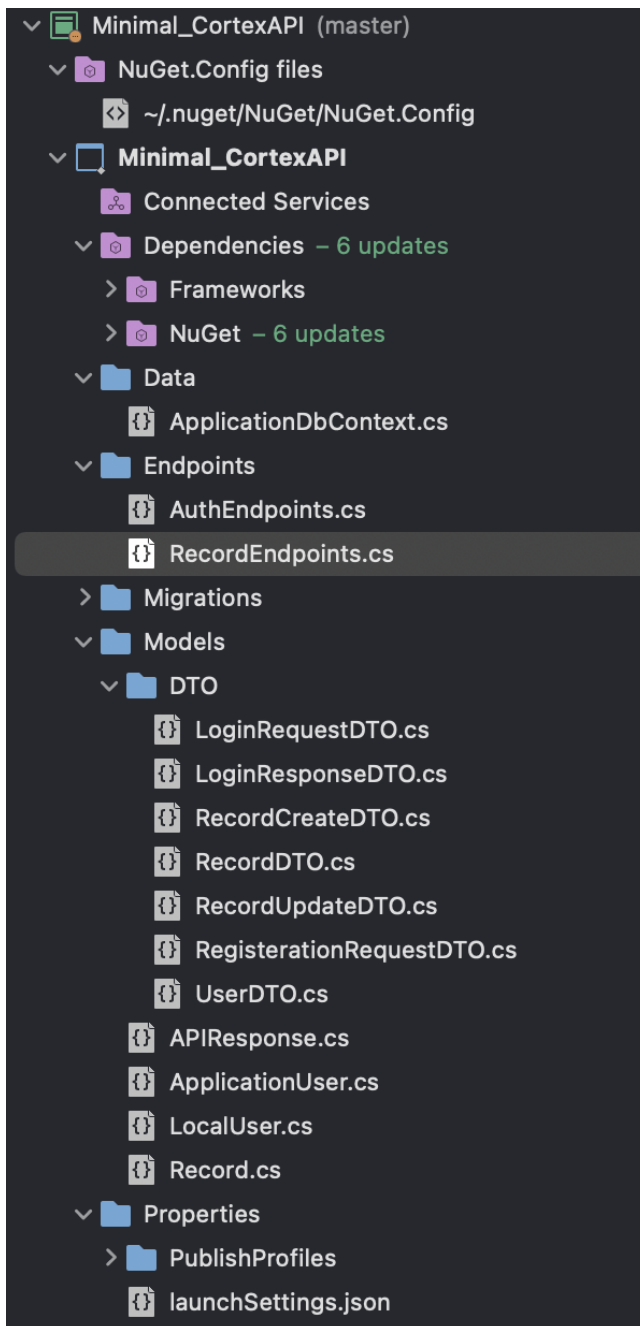 Minimal_CortexAPI (master)
NuGet.Config files
~/.nuget/NuGet/NuGet.Config
Minimal_CortexAPI
Connected Services
Dependencies – 6 updates
Frameworks
NuGet – 6 updates
Data
ApplicationDbContext.cs
Endpoints
AuthEndpoints.cs
RecordEndpoints.cs
Migrations
Models
DTO
LoginRequestDTO.cs
LoginResponseDTO.cs
RecordCreateDTO.cs
RecordDTO.cs
RecordUpdateDTO.cs
RegisterationRequestDTO.cs
UserDTO.cs
APIResponse.cs
ApplicationUser.cs
LocalUser.cs
Record.cs
Properties
PublishProfiles
launchSettings.json